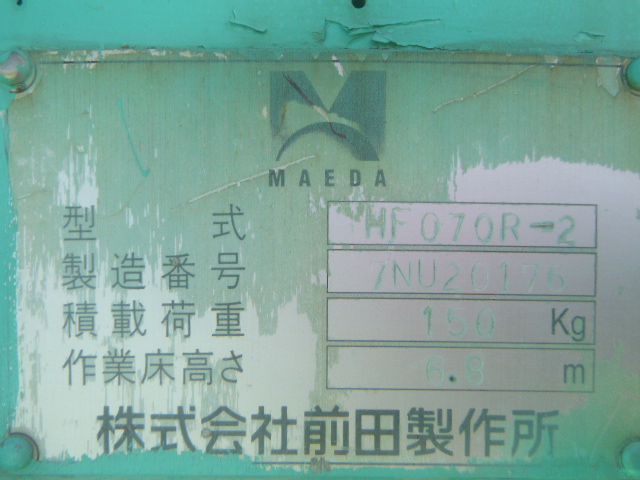 MAEDA
型式 HF070R-2
製造番号 7NU20176
積載荷重 150 Kg
作業床高さ 6.8 m
株式会社前田製作所